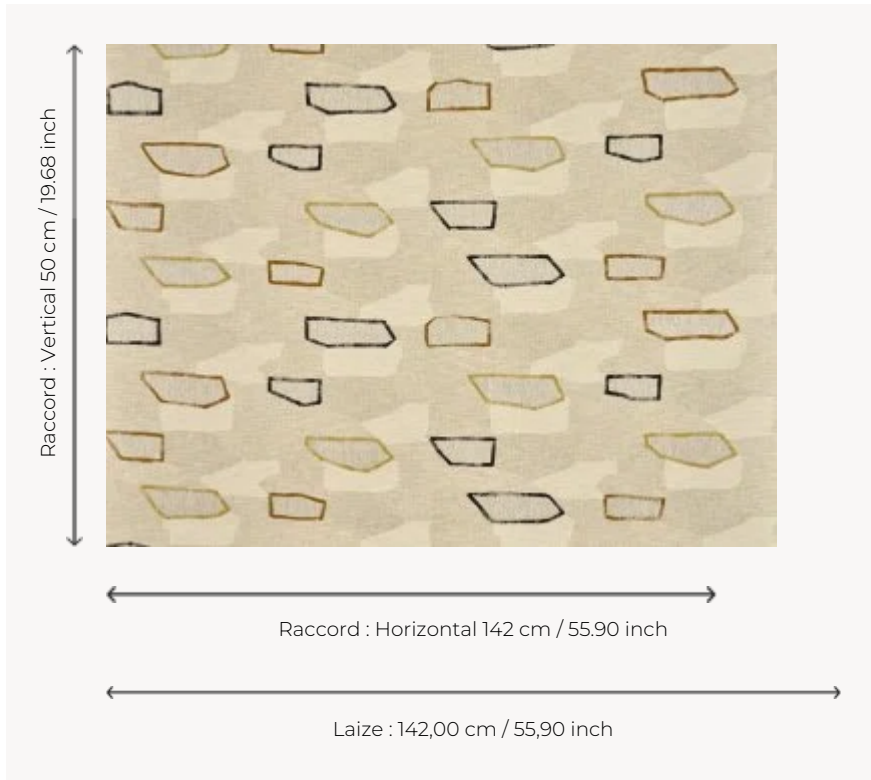 Raccord : Vertical 50 cm / 19.68 inch
Raccord : Horizontal 142 cm / 55.90 inch
Laize : 142,00 cm / 55,90 inch